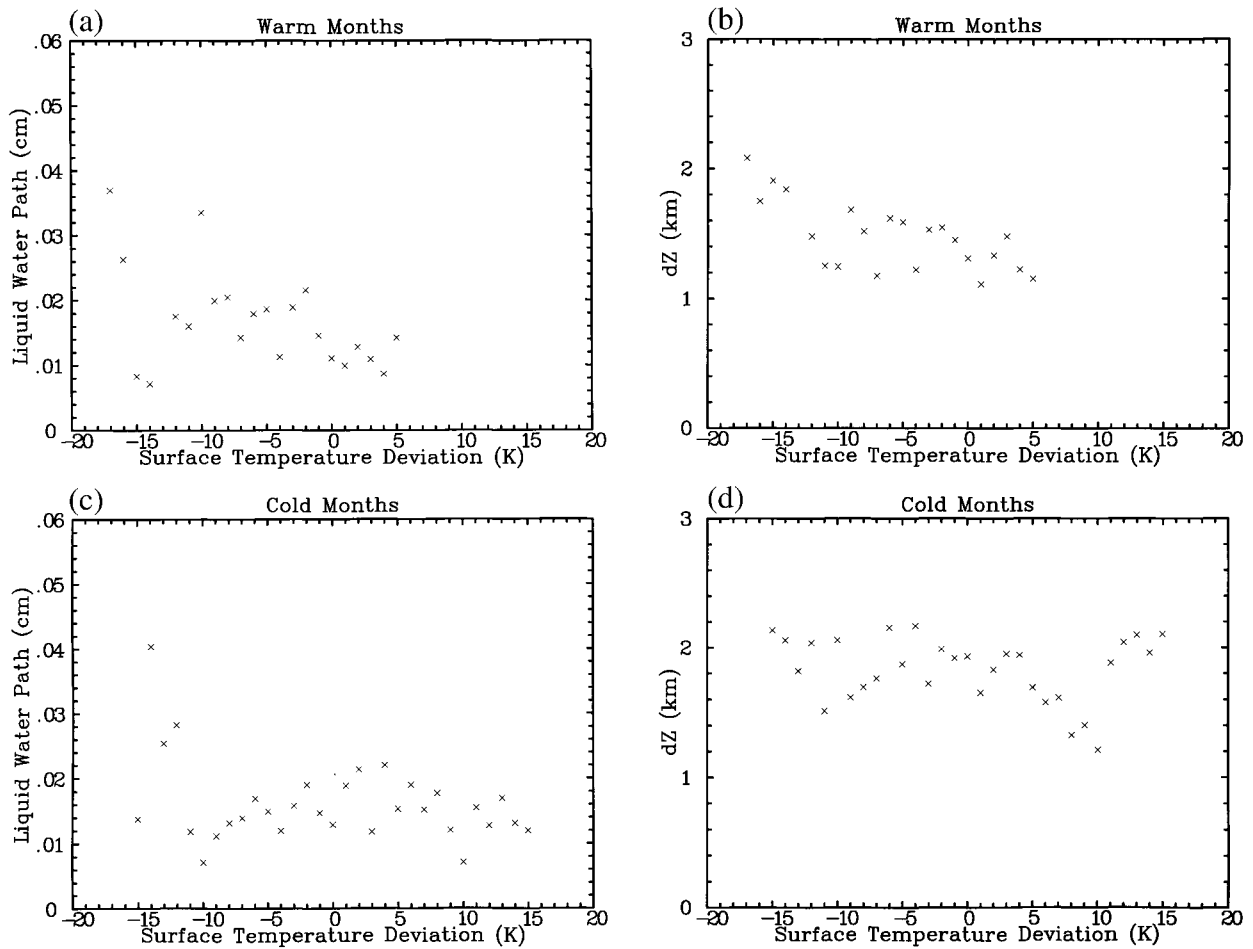 (a)
Warm Months
.06
.05
.04
.03
.02
.01
0
Liquid Water Path (cm)
-20 -15 -10 -5 0 5 10 15 20
Surface Temperature Deviation (K)
(b)
Warm Months
3
2
1
0
dZ (km)
-20 -15 -10 -5 0 5 10 15 20
Surface Temperature Deviation (K)
(c)
Cold Months
.06
.05
.04
.03
.02
.01
0
Liquid Water Path (cm)
-20 -15 -10 -5 0 5 10 15 20
Surface Temperature Deviation (K)
(d)
Cold Months
3
2
1
0
dZ (km)
-20 -15 -10 -5 0 5 10 15 20
Surface Temperature Deviation (K)